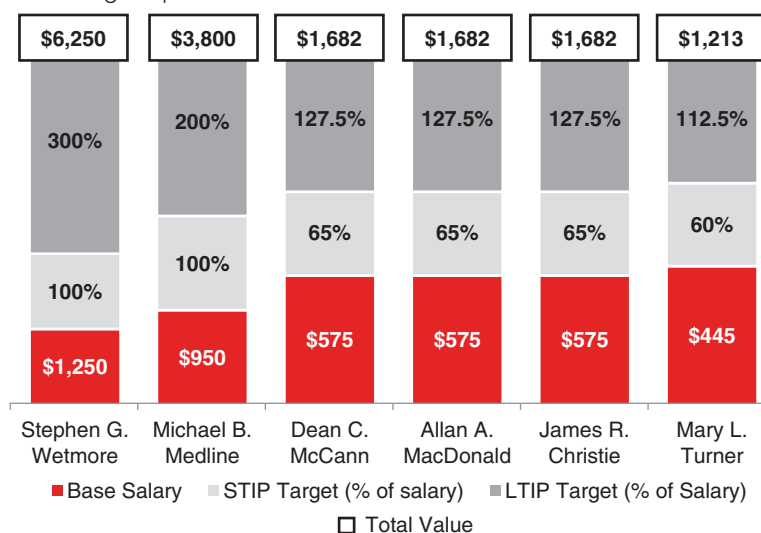 $6,250 $3,800 $1,682 $1,682 $1,682 $1,213
300% 200% 127.5% 127.5% 127.5% 112.5%
100% 100% 65% 65% 65% 60%
$1,250 $950 $575 $575 $575 $445
Stephen G. Michael B. Dean C. Allan A. James R. Mary L.
Wetmore Medline McCann MacDonald Christie Turner
Base Salary STIP Target (% of salary) LTIP Target (% of Salary)
Total Value